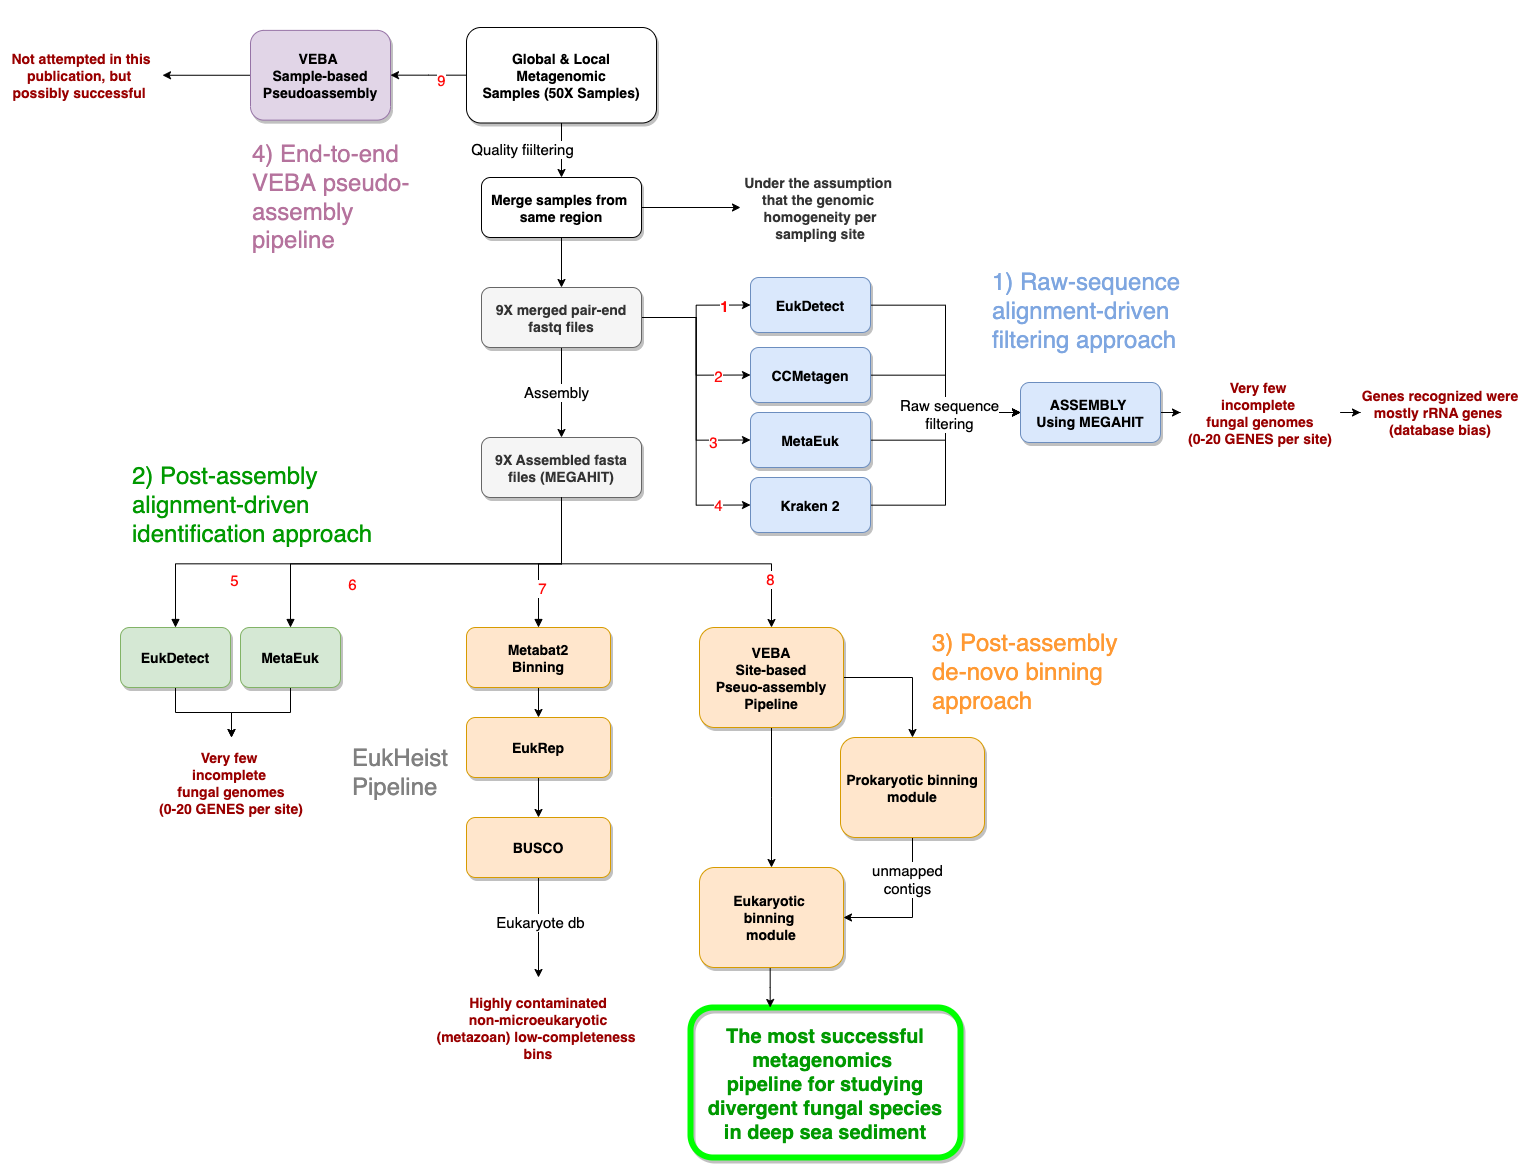 Not attempted in this
publication, but
possibly successful
VEBA
Sample-based
Pseudoassembly
9
Global & Local
Metagenomic
Samples (50X Samples)
4) End-to-end
VEBA pseudo-
assembly
pipeline
Quality fiiltering
Merge samples from
same region
Under the assumption
that the genomic
homogeneity per
sampling site
9X merged pair-end
fastq files
1
EukDetect
2
CCMetagen
3
MetaEuk
4
Kraken 2
1) Raw-sequence
alignment-driven
filtering approach
Raw sequence
filtering
ASSEMBLY
Using MEGAHIT
Very few
incomplete
fungal genomes
(0-20 GENES per site)
Genes recognized were
mostly rRNA genes
(database bias)
Assembly
9X Assembled fasta
files (MEGAHIT)
2) Post-assembly
alignment-driven
identification approach
5
6
7
8
EukDetect
MetaEuk
Very few
incomplete
fungal genomes
(0-20 GENES per site)
EukHeist
Pipeline
Metabat2
Binning
EukRep
BUSCO
Eukaryote db
Highly contaminated
non-microeukaryotic
(metazoan) low-completeness
bins
VEBA
Site-based
Pseuo-assembly
Pipeline
3) Post-assembly
de-novo binning
approach
Prokaryotic binning
module
unmapped
contigs
Eukaryotic
binning
module
The most successful
metagenomics
pipeline for studying
divergent fungal species
in deep sea sediment